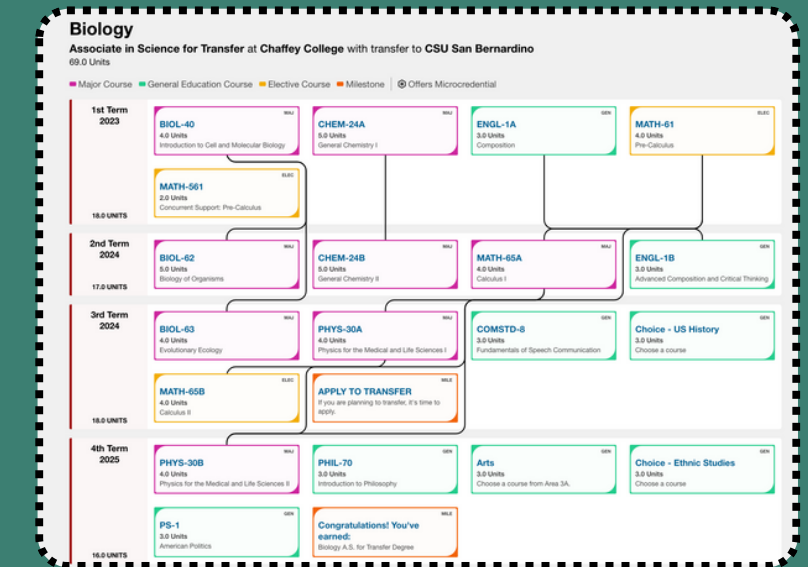 Biology
Associate in Science for Transfer at Chaffey College with transfer to CSU San Bernardino
69.0 Units
Major Course General Education Course Elective Course Milestone Offers Microcredential
1st Term
2023
18.0 UNITS
MAJ
BIOL-40
4.0 Units
Introduction to Cell and Molecular Biology
MAJ
CHEM-24A
5.0 Units
General Chemistry I
GEN
ENGL-1A
3.0 Units
Composition
ELEC
MATH-61
4.0 Units
Pre-Calculus
ELEC
MATH-561
2.0 Units
Concurrent Support: Pre-Calculus
2nd Term
2024
17.0 UNITS
MAJ
BIOL-62
5.0 Units
Biology of Organisms
MAJ
CHEM-24B
5.0 Units
General Chemistry II
MAJ
MATH-65A
4.0 Units
Calculus I
GEN
ENGL-1B
3.0 Units
Advanced Composition and Critical Thinking
3rd Term
2024
18.0 UNITS
MAJ
BIOL-63
4.0 Units
Evolutionary Ecology
MAJ
PHYS-30A
4.0 Units
Physics for the Medical and Life Sciences I
GEN
COMSTD-8
3.0 Units
Fundamentals of Speech Communication
GEN
Choice - US History
3.0 Units
Choose a course
ELEC
MATH-65B
4.0 Units
Calculus II
MILE
APPLY TO TRANSFER
If you are planning to transfer, it's time to
apply.
4th Term
2025
16.0 UNITS
MAJ
PHYS-30B
4.0 Units
Physics for the Medical and Life Sciences II
GEN
PHIL-70
3.0 Units
Introduction to Philosophy
GEN
Arts
3.0 Units
Choose a course from Area 3A.
GEN
Choice - Ethnic Studies
3.0 Units
Choose a course
GEN
PS-1
3.0 Units
American Politics
MILE
Congratulations! You've
earned:
Biology A.S. for Transfer Degree